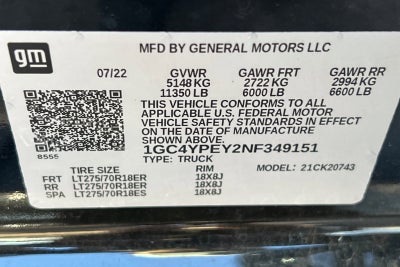 gm
MFD BY GENERAL MOTORS LLC
07/22 GVWR GAWR FRT GAWR RR
5148 KG 2722 KG 2994 KG
11350 LB 6000 LB 6600 LB
THIS VEHICLE CONFORMS TO ALL
APPLICABLE U.S. FEDERAL MOTOR
VEHICLE SAFETY STANDARDS IN EFFECT
ON THE DATE OF MANUFACTURE
SHOWN ABOVE.
1GC4YPEY2NF349151
8555 TYPE: TRUCK
TIRE SIZE RIM MODEL: 21CK20743
FRT LT275/70R18ER 18X8J
RR LT275/70R18ER 18X8J
SPA LT275/70R18ES 18X8J